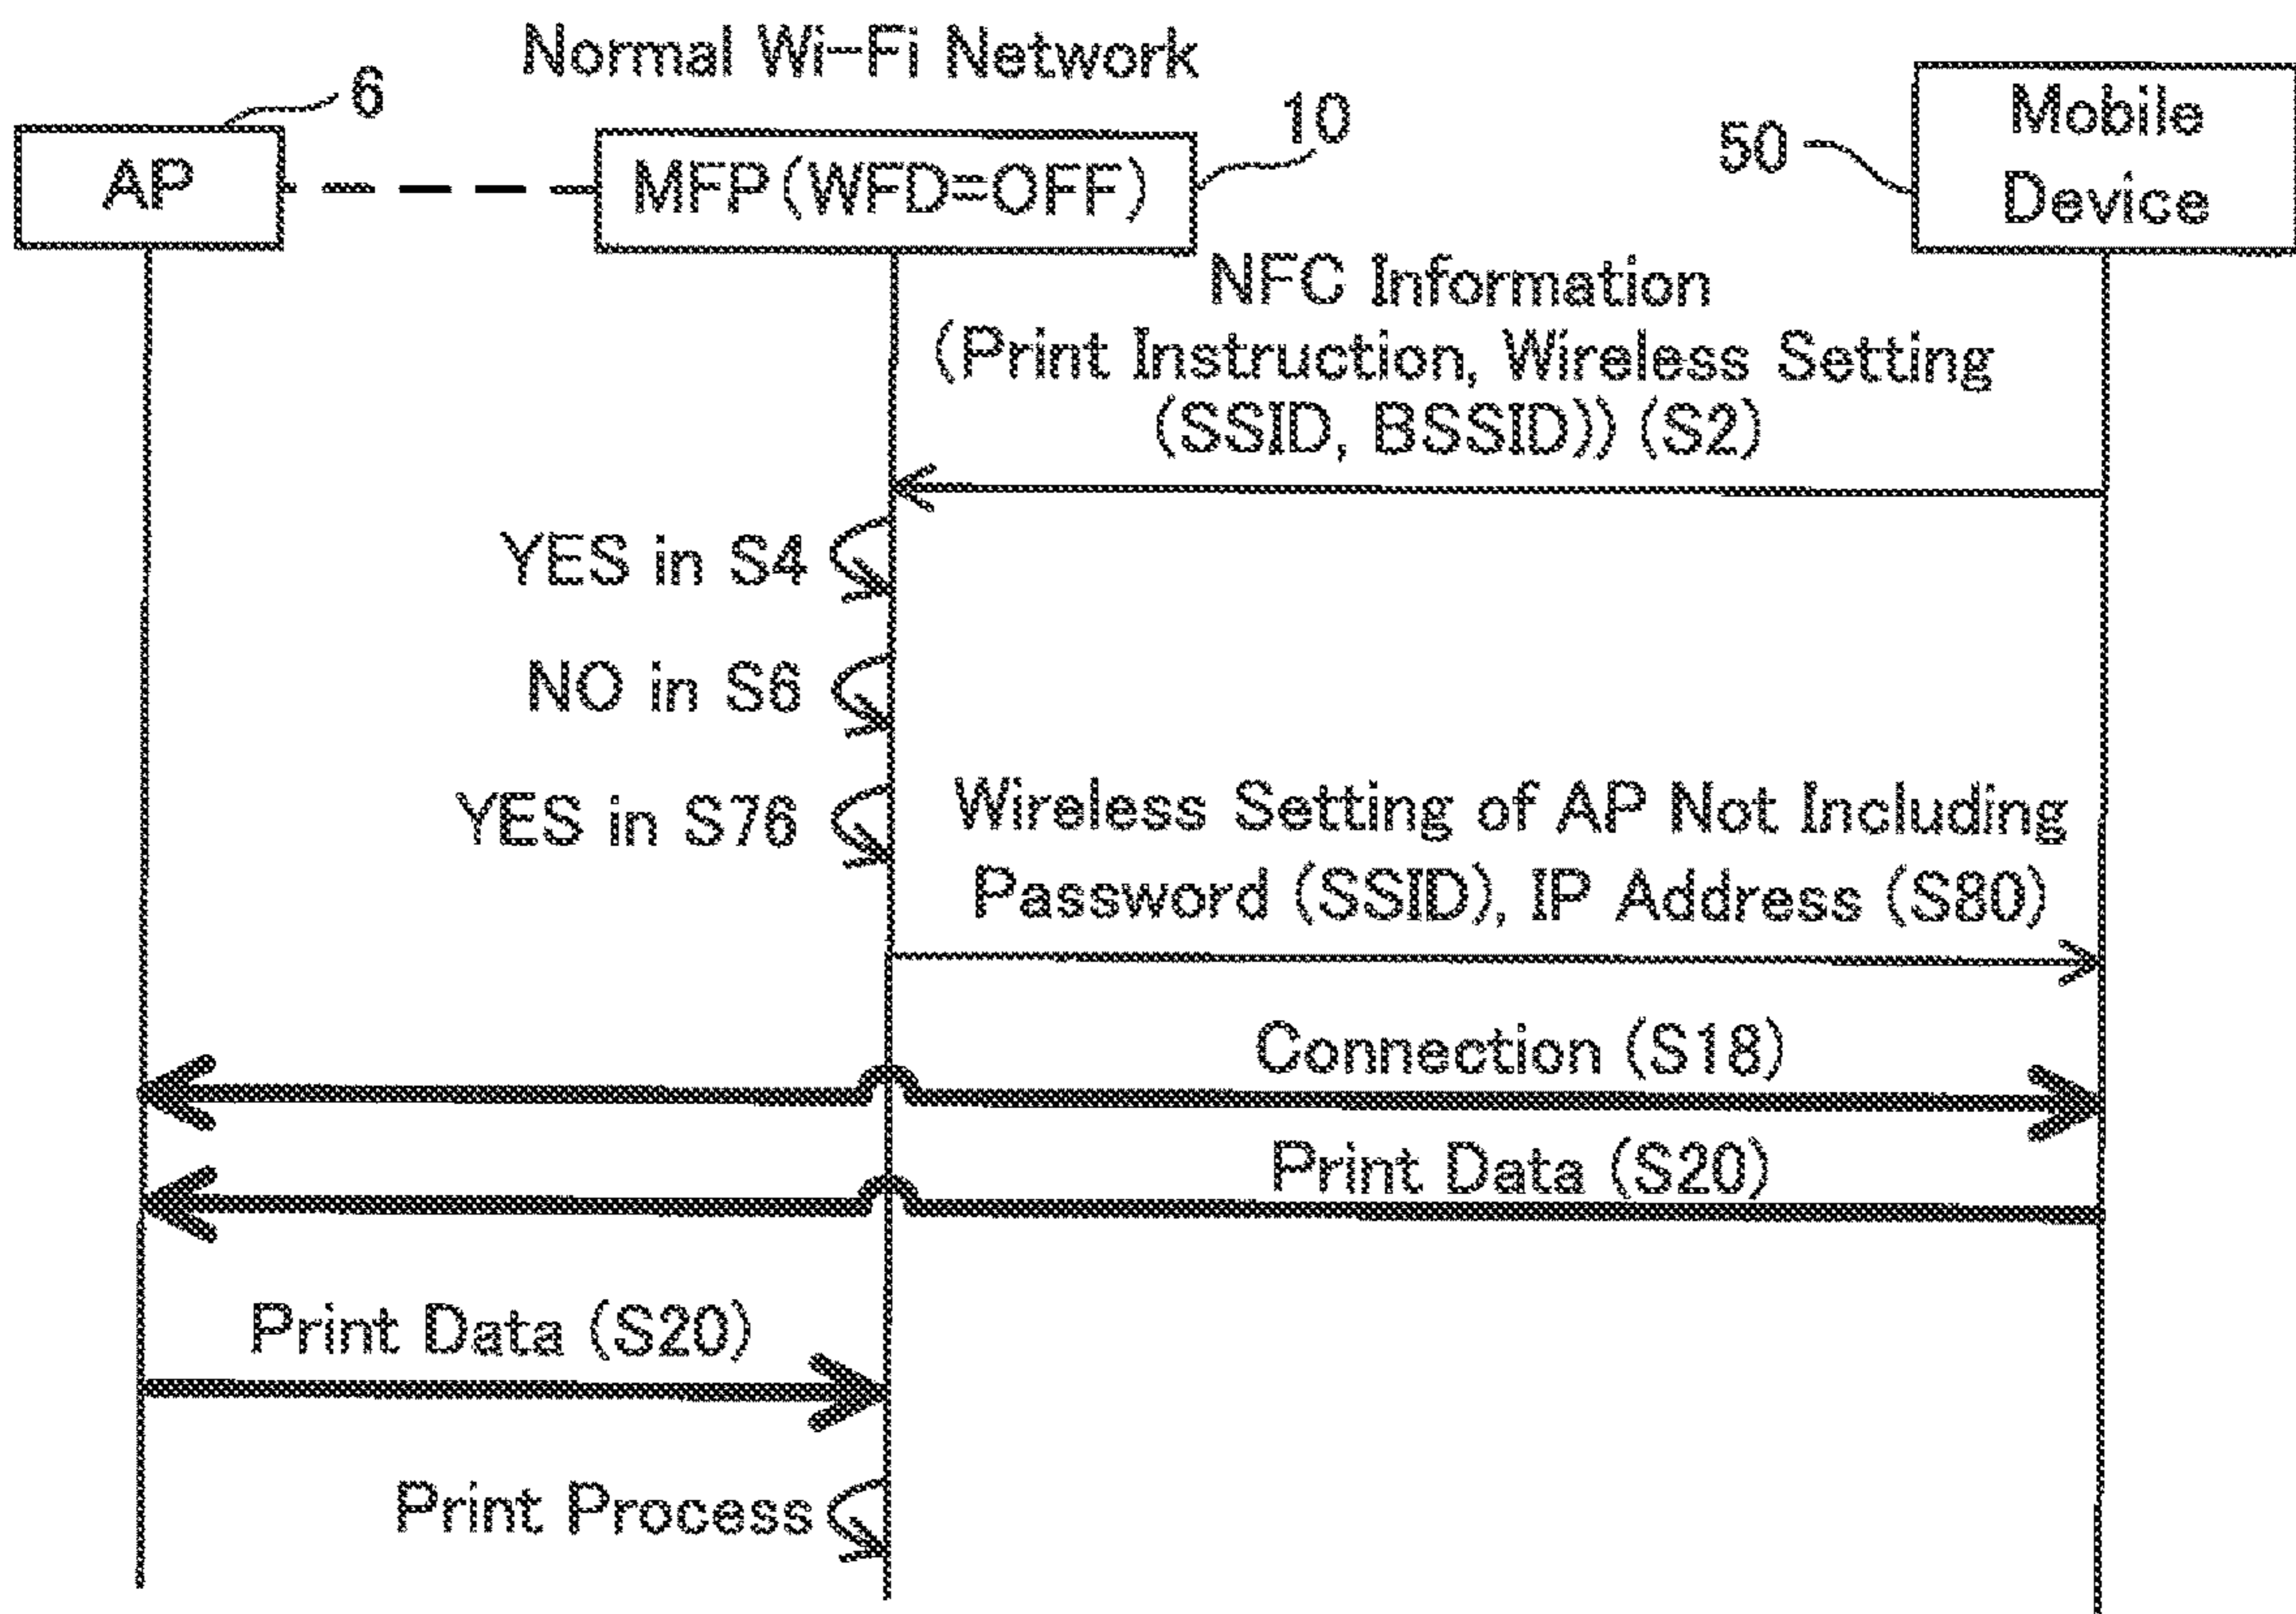 Normal Wi-Fi Network
6
AP
MFP(WFD=OFF)
10
50
Mobile
Device
NFC Information
(Print Instruction, Wireless Setting
(SSID, BSSID)) (S2)
YES in S4
NO in S6
YES in S76
Wireless Setting of AP Not Including
Password (SSID), IP Address (S80)
Connection (S18)
Print Data (S20)
Print Data (S20)
Print Process